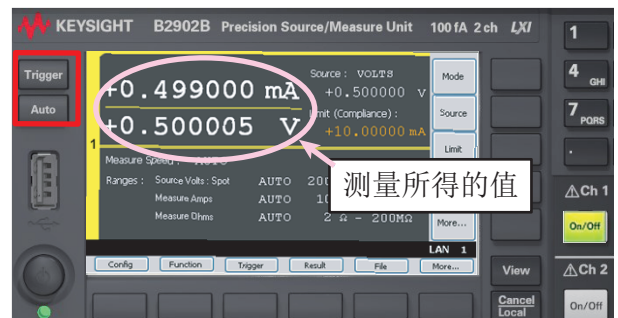 KEYSIGHT B2902B Precision Source/Measure Unit 100 fA 2 ch LXI
Trigger
Auto
+0.499000 mA
+0.500005 V
Source : VOLTS
+0.500000 V
Limit (Compliance) :
+10.00000 mA
1
Measure Speed : AUTO
Ranges : Source Volts : Spot AUTO
Measure Amps AUTO
Measure Ohms AUTO 2 Ω - 200MΩ
测量所得的值
Mode
Source
Limit
More...
LAN 1
Config Function Trigger Result File More...
View
Cancel
Local
1
4 GHI
7 PQRS
.
⚠Ch 1
On/Off
⚠Ch 2
On/Off